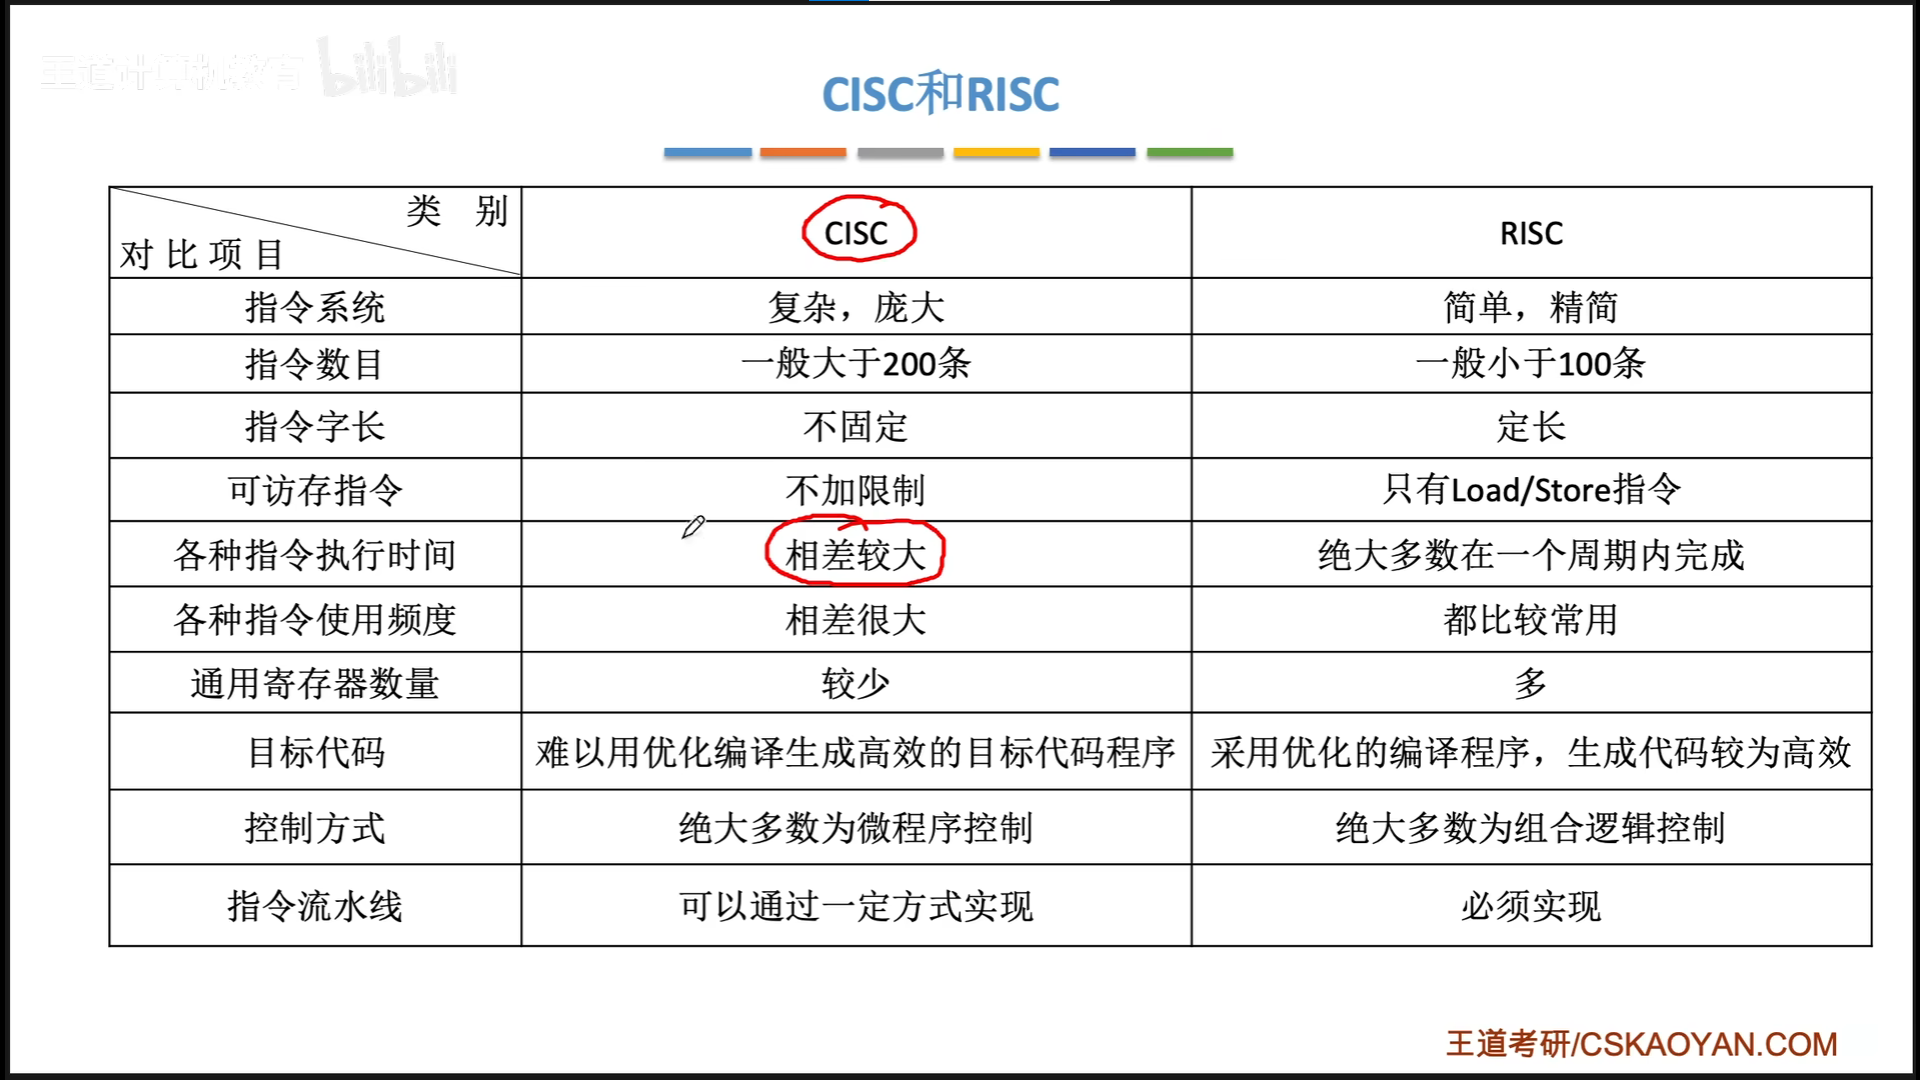 王道计算机教育 bilibili
CISC和RISC
类 别
对比项目
CISC
RISC
指令系统
复杂，庞大
简单，精简
指令数目
一般大于200条
一般小于100条
指令字长
不固定
定长
可访存指令
不加限制
只有Load/Store指令
各种指令执行时间
相差较大
绝大多数在一个周期内完成
各种指令使用频度
相差很大
都比较常用
通用寄存器数量
较少
多
目标代码
难以用优化编译生成高效的目标代码程序
采用优化的编译程序，生成代码较为高效
控制方式
绝大多数为微程序控制
绝大多数为组合逻辑控制
指令流水线
可以通过一定方式实现
必须实现
王道考研/CSKAOYAN.COM